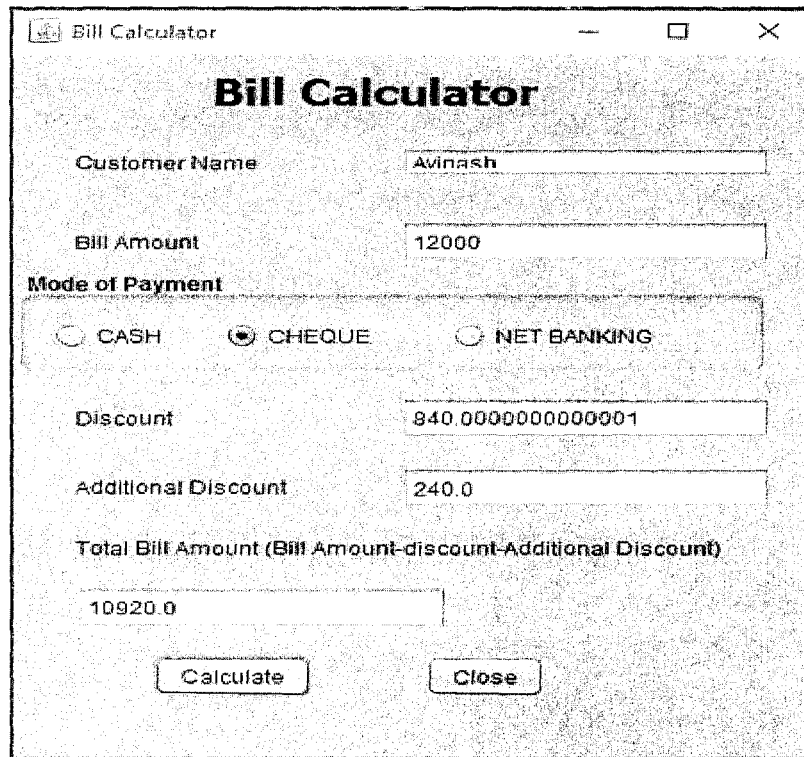 Bill Calculator
Bill Calculator
Customer Name Avinash
Bill Amount 12000
Mode of Payment
CASH CHEQUE NET BANKING
Discount 840.0000000000001
Additional Discount 240.0
Total Bill Amount (Bill Amount-discount-Additional Discount)
10920.0
Calculate Close